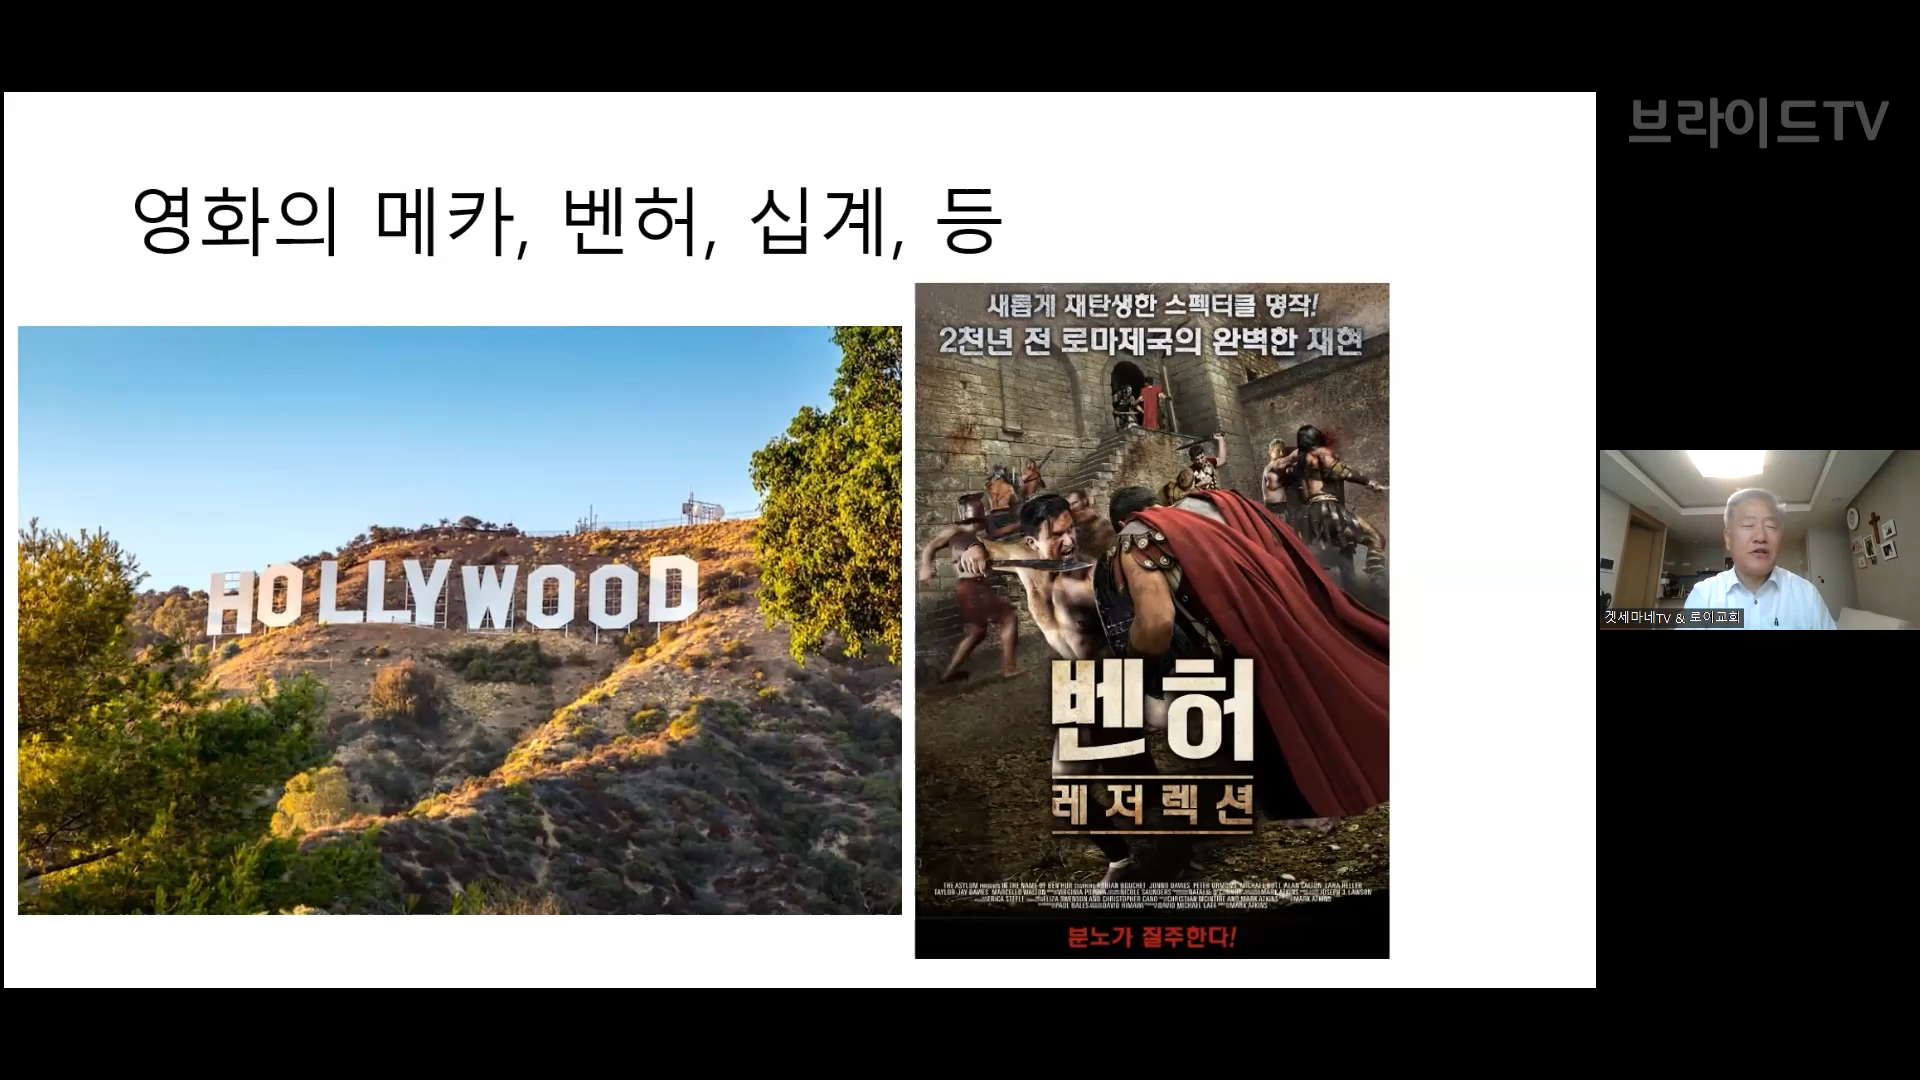 브라이드TV
영화의 메카, 벤허, 십계, 등
HOLLYWOOD
새롭게 재탄생한 스펙터클 명작!
2천년 전 로마제국의 완벽한 재현
벤허
레저렉션
분노가 질주한다!
겟세마네TV & 로이교회